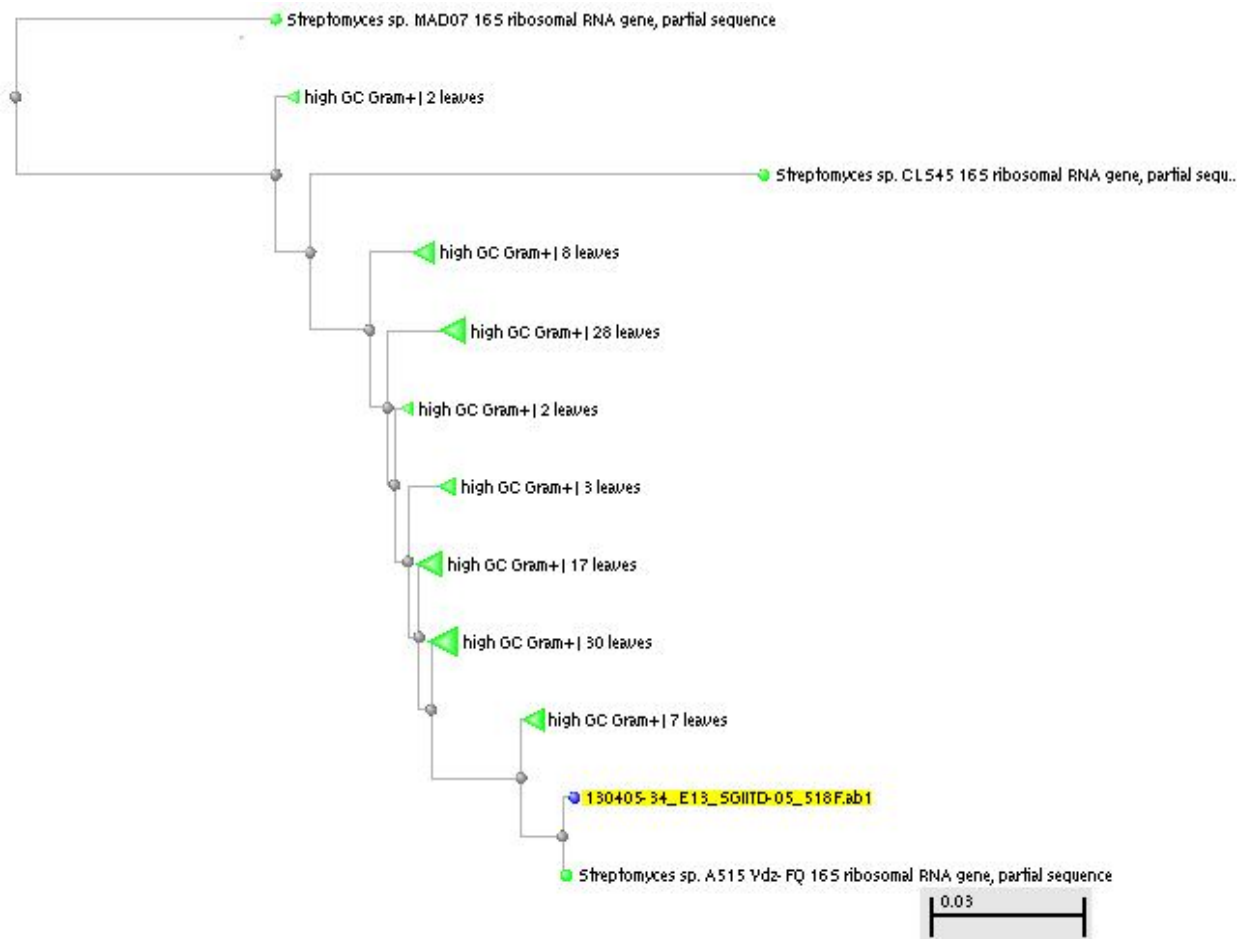 Streptomyces sp. MAD07 16S ribosomal RNA gene, partial sequence
high GC Gram+ | 2 leaves
Streptomyces sp. CLS45 16S ribosomal RNA gene, partial sequ..
high GC Gram+ | 8 leaves
high GC Gram+ | 28 leaves
high GC Gram+ | 2 leaves
high GC Gram+ | 3 leaves
high GC Gram+ | 17 leaves
high GC Gram+ | 30 leaves
high GC Gram+ | 7 leaves
130405-34_E13_SGIITD-05_518F.ab1
Streptomyces sp. A515 Ydz-FQ 16S ribosomal RNA gene, partial sequence
0.03